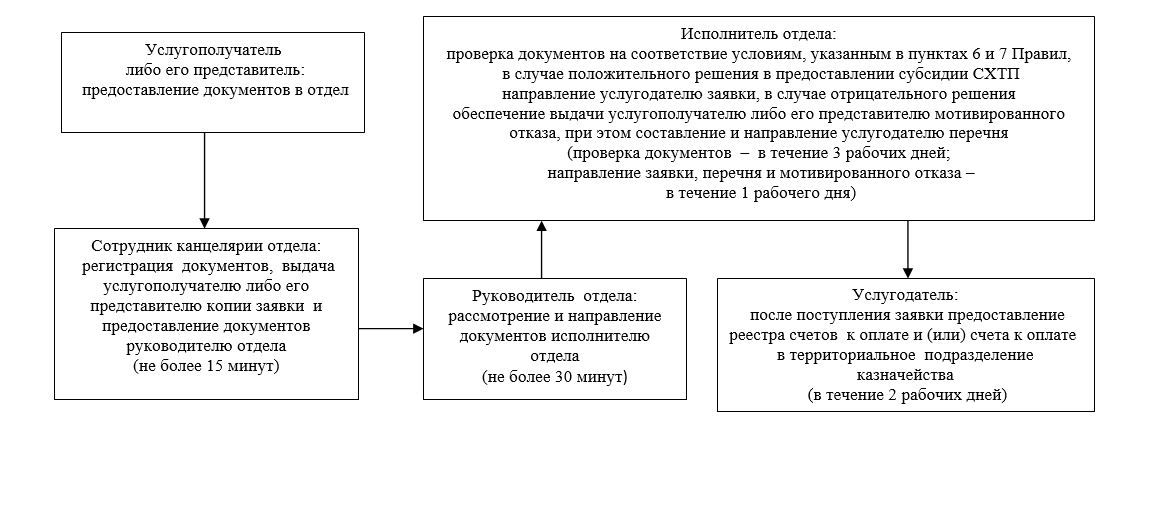 Услугополучатель
либо его представитель:
предоставление документов в отдел
Сотрудник канцелярии отдела:
регистрация документов, выдача
услугополучателю либо его
представителю копии заявки и
предоставление документов
руководителю отдела
(не более 15 минут)
Руководитель отдела:
рассмотрение и направление
документов исполнителю
отдела
(не более 30 минут)
Исполнитель отдела:
проверка документов на соответствие условиям, указанным в пунктах 6 и 7 Правил,
в случае положительного решения в предоставлении субсидии СХТП
направление услугодателю заявки, в случае отрицательного решения
обеспечение выдачи услугополучателю либо его представителю мотивированного
отказа, при этом составление и направление услугодателю перечня
(проверка документов – в течение 3 рабочих дней;
направление заявки, перечня и мотивированного отказа –
в течение 1 рабочего дня)
Услугодатель:
после поступления заявки предоставление
реестра счетов к оплате и (или) счета к оплате
в территориальное подразделение
казначейства
(в течение 2 рабочих дней)